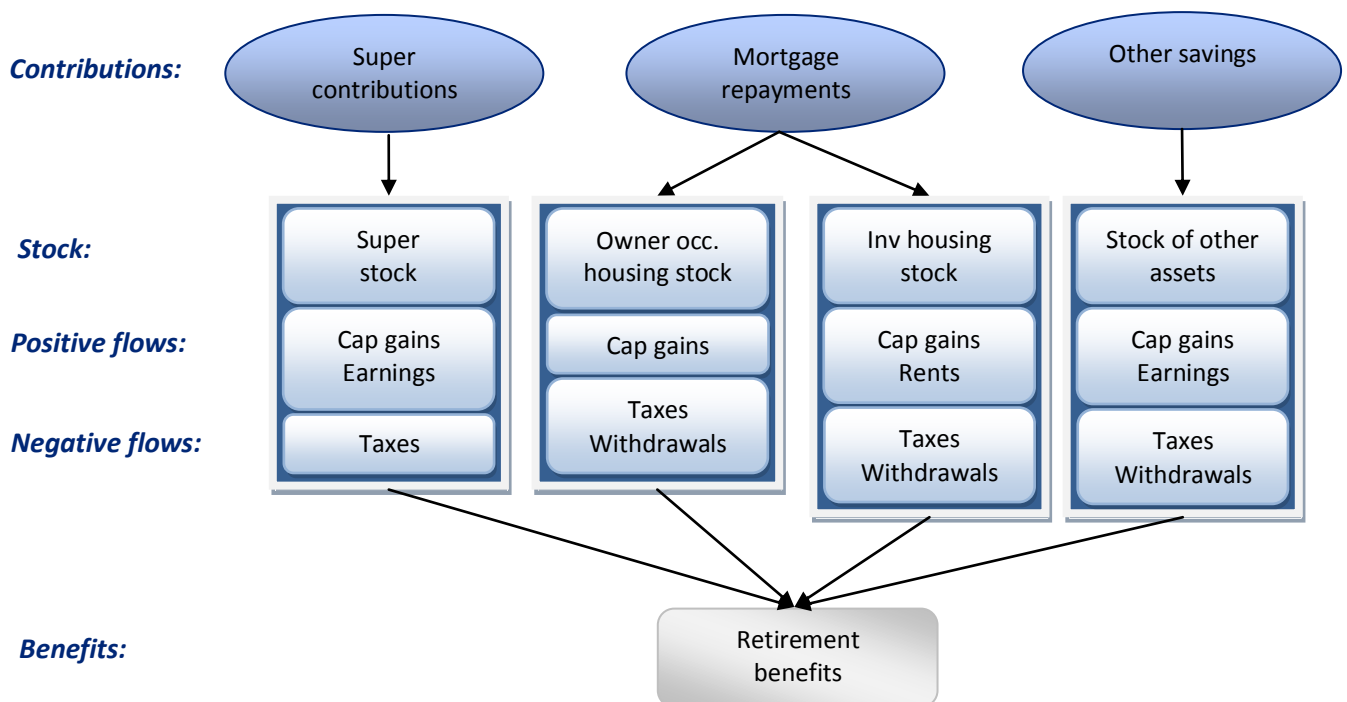 Contributions:
Super
contributions
Mortgage
repayments
Other savings
Stock:
Super
stock
Owner occ.
housing stock
Inv housing
stock
Stock of other
assets
Positive flows:
Cap gains
Earnings
Cap gains
Cap gains
Rents
Cap gains
Earnings
Negative flows:
Taxes
Taxes
Withdrawals
Taxes
Withdrawals
Taxes
Withdrawals
Benefits:
Retirement
benefits